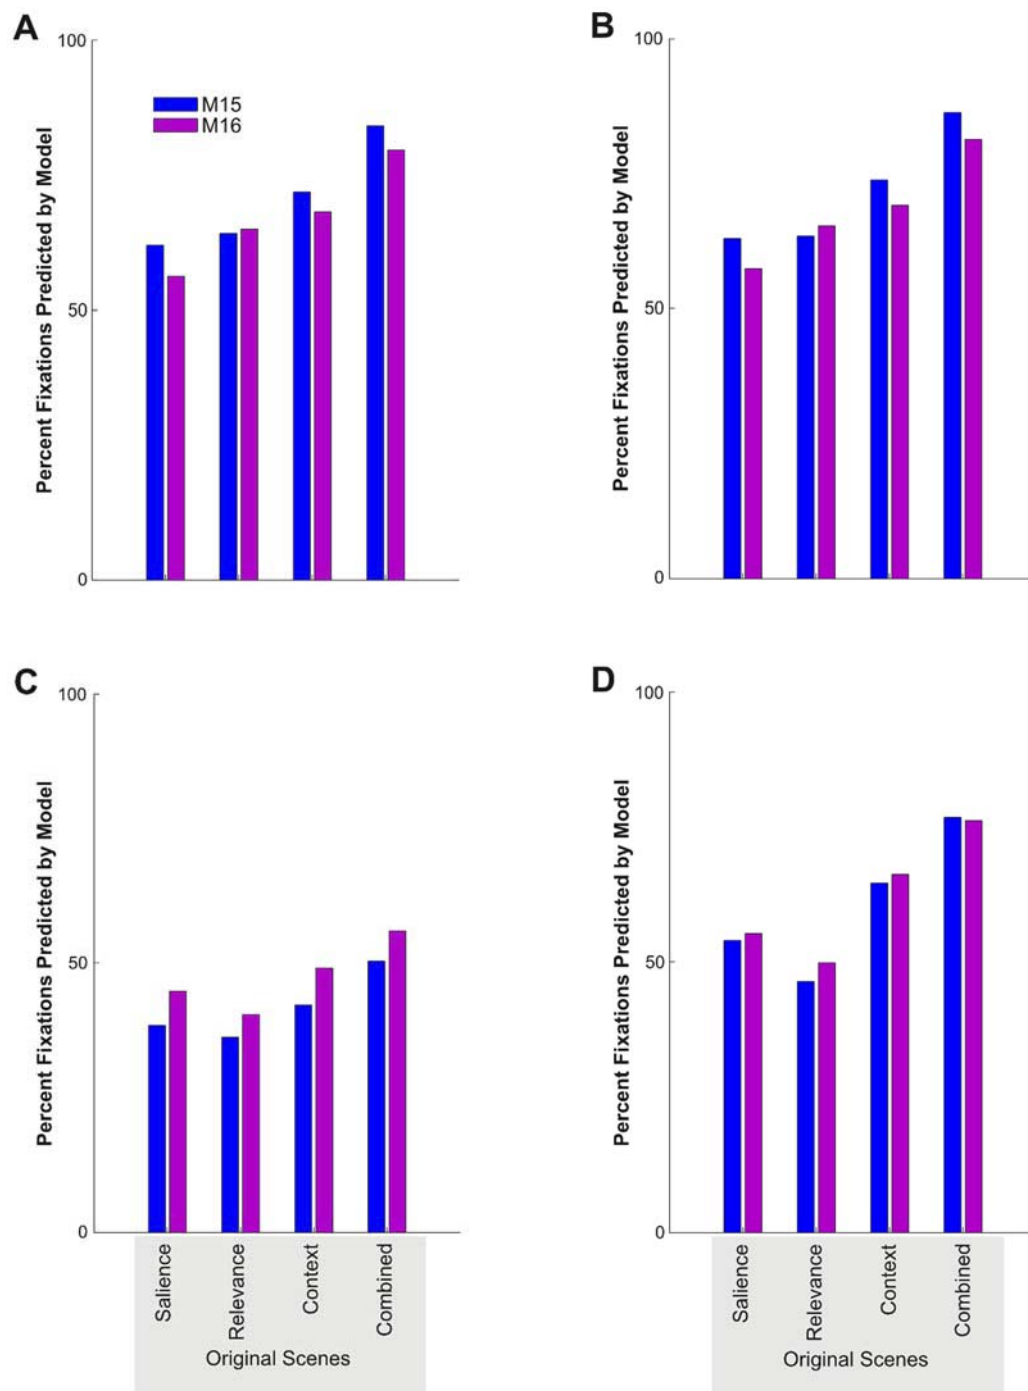 A
100
50
0
Percent Fixations Predicted by Model
M15
M16
B
100
50
0
Percent Fixations Predicted by Model
C
100
50
0
Percent Fixations Predicted by Model
Salience
Relevance
Context
Combined
Original Scenes
D
100
50
0
Percent Fixations Predicted by Model
Salience
Relevance
Context
Combined
Original Scenes